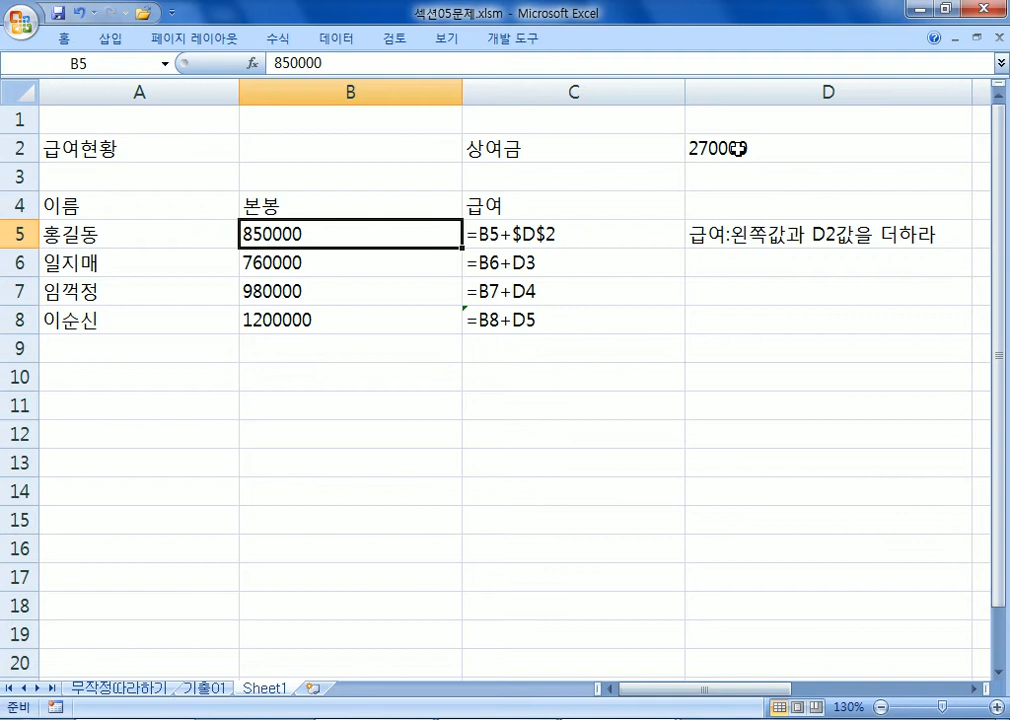 섹션05문제.xlsm - Microsoft Excel
홈 삽입 페이지 레이아웃 수식 데이터 검토 보기 개발 도구
B5 fx 850000
A B C D
1
2 급여현황 상여금 270000
3
4 이름 본봉 급여
5 홍길동 850000 =B5+$D$2 급여:왼쪽값과 D2값을 더하라
6 일지매 760000 =B6+D3
7 임꺽정 980000 =B7+D4
8 이순신 1200000 =B8+D5
9
10
11
12
13
14
15
16
17
18
19
20
무작정따라하기 기출01 Sheet1
준비 130%